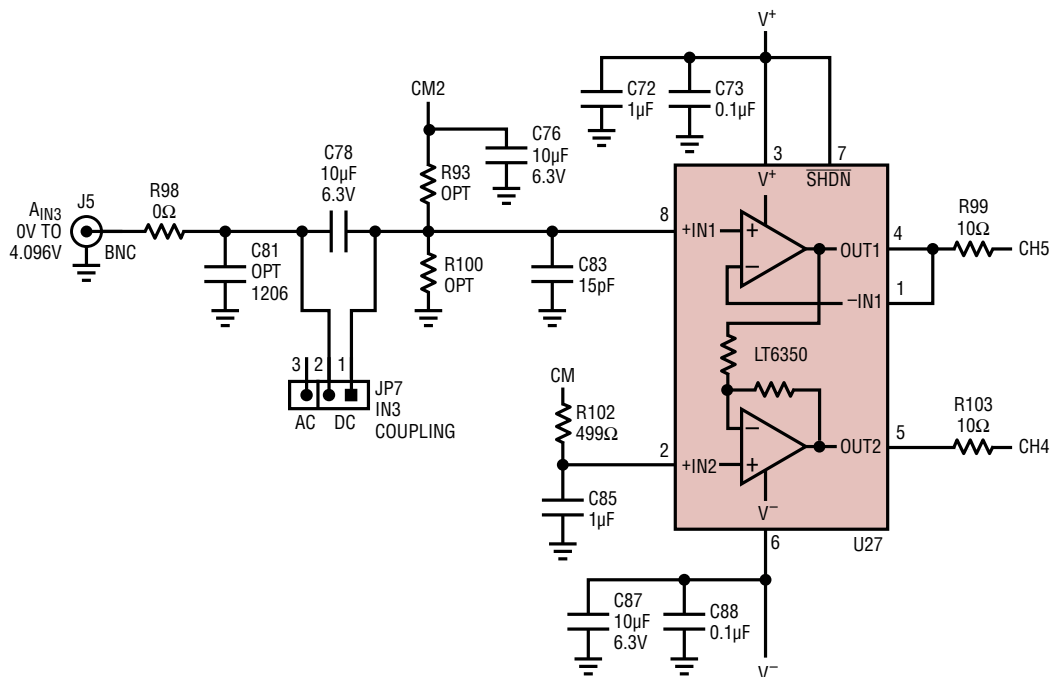 V⁺
C72
1µF
C73
0.1µF
CM2
C76
10µF
6.3V
C78
10µF
6.3V
R93
OPT
3
7
V⁺
SHDN
A_IN3
0V TO
4.096V
J5
BNC
R98
0Ω
C81
OPT
1206
R100
OPT
C83
15pF
8
+IN1
+
–
OUT1
4
R99
10Ω
CH5
–IN1
1
3
2
1
AC
DC
JP7
IN3
COUPLING
LT6350
CM
R102
499Ω
2
+IN2
–
+
OUT2
5
R103
10Ω
CH4
C85
1µF
V⁻
6
U27
C87
10µF
6.3V
C88
0.1µF
V⁻